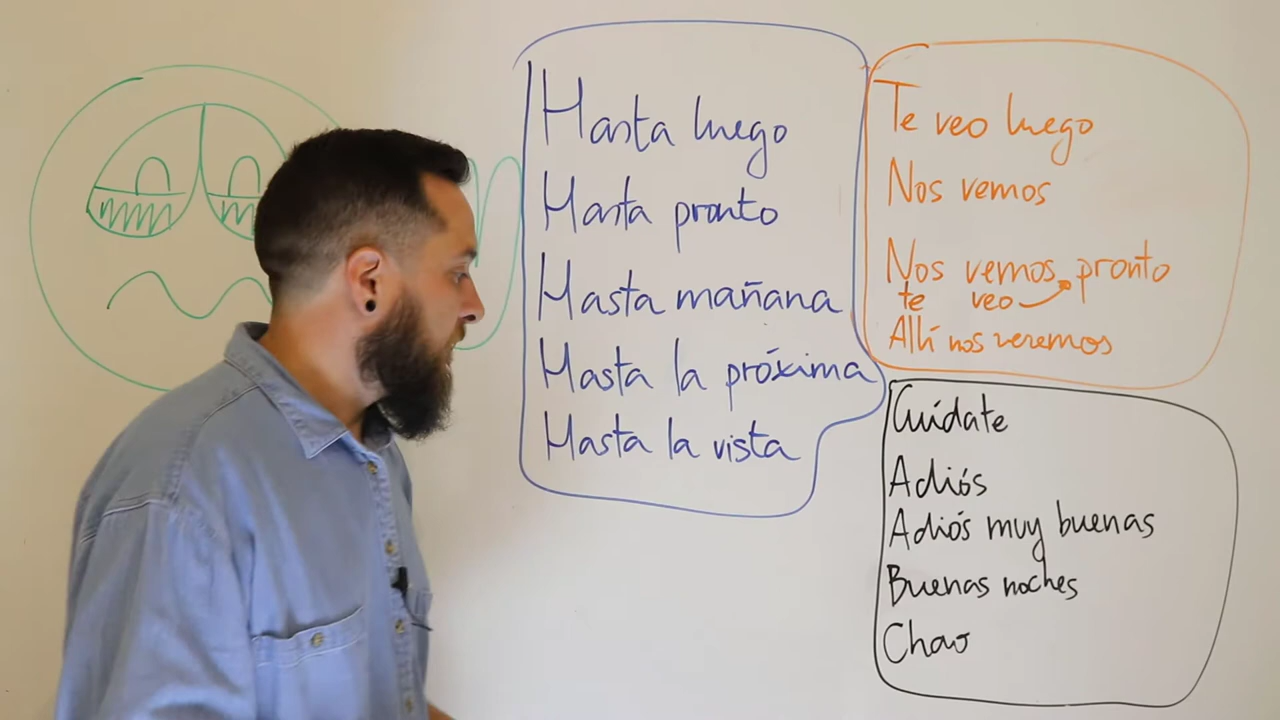 Hasta luego
Hasta pronto
Hasta mañana
Hasta la próxima
Hasta la vista
Te veo luego
Nos vemos
Nos vemos pronto
te veo
Allí nos veremos
Cuídate
Adiós
Adiós muy buenas
Buenas noches
Chao